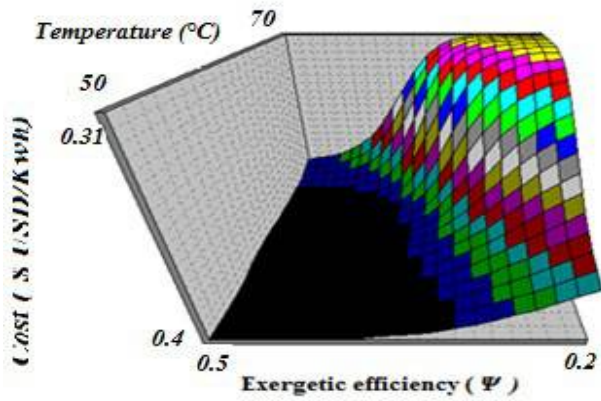 70
Temperature (°C)
50
0.31
Cost ( $ USD/Kwh)
0.4
0.5
0.2
Exergetic efficiency ( Ψ )